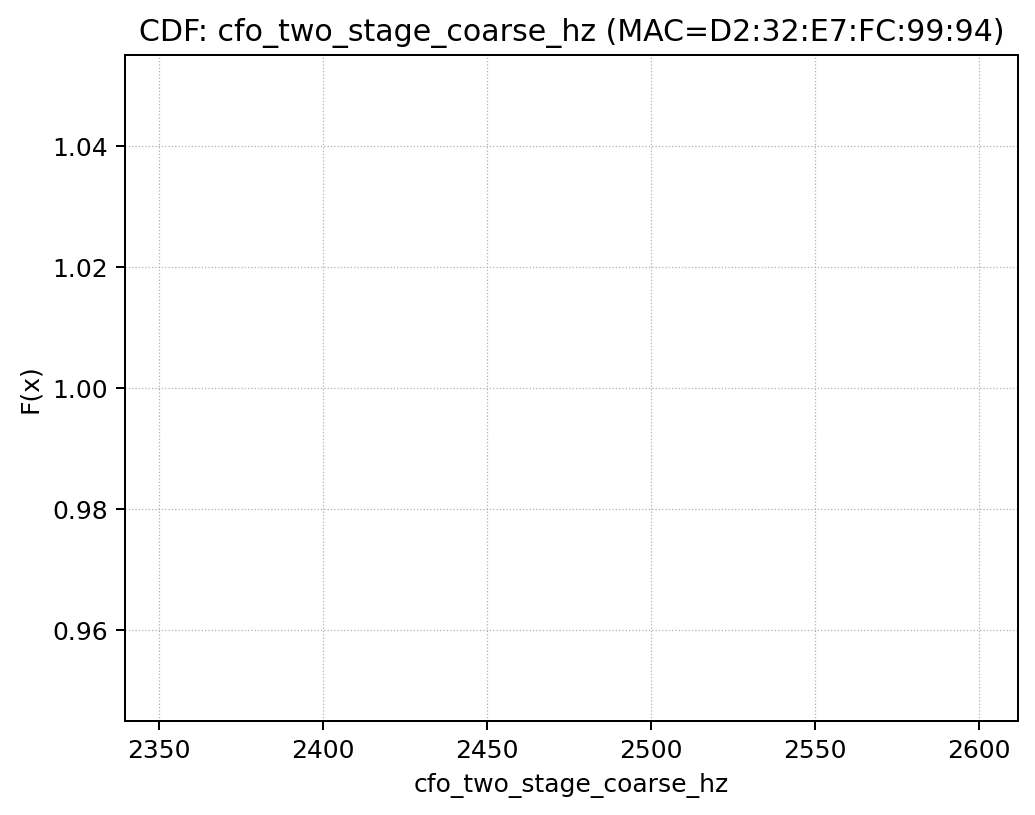 CDF: cfo_two_stage_coarse_hz (MAC=D2:32:E7:FC:99:94)
F(x)
1.04
1.02
1.00
0.98
0.96
2350 2400 2450 2500 2550 2600
cfo_two_stage_coarse_hz